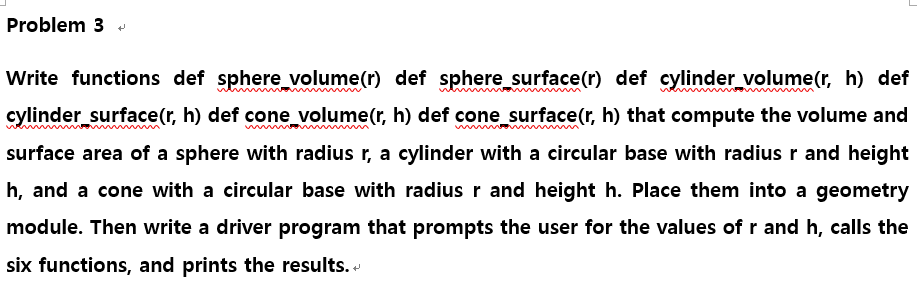 Problem 3
Write functions def sphere_volume(r) def sphere_surface(r) def cylinder_volume(r, h) def
cylinder_surface(r, h) def cone_volume(r, h) def cone_surface(r, h) that compute the volume and
surface area of a sphere with radius r, a cylinder with a circular base with radius r and height
h, and a cone with a circular base with radius r and height h. Place them into a geometry
module. Then write a driver program that prompts the user for the values of r and h, calls the
six functions, and prints the results.